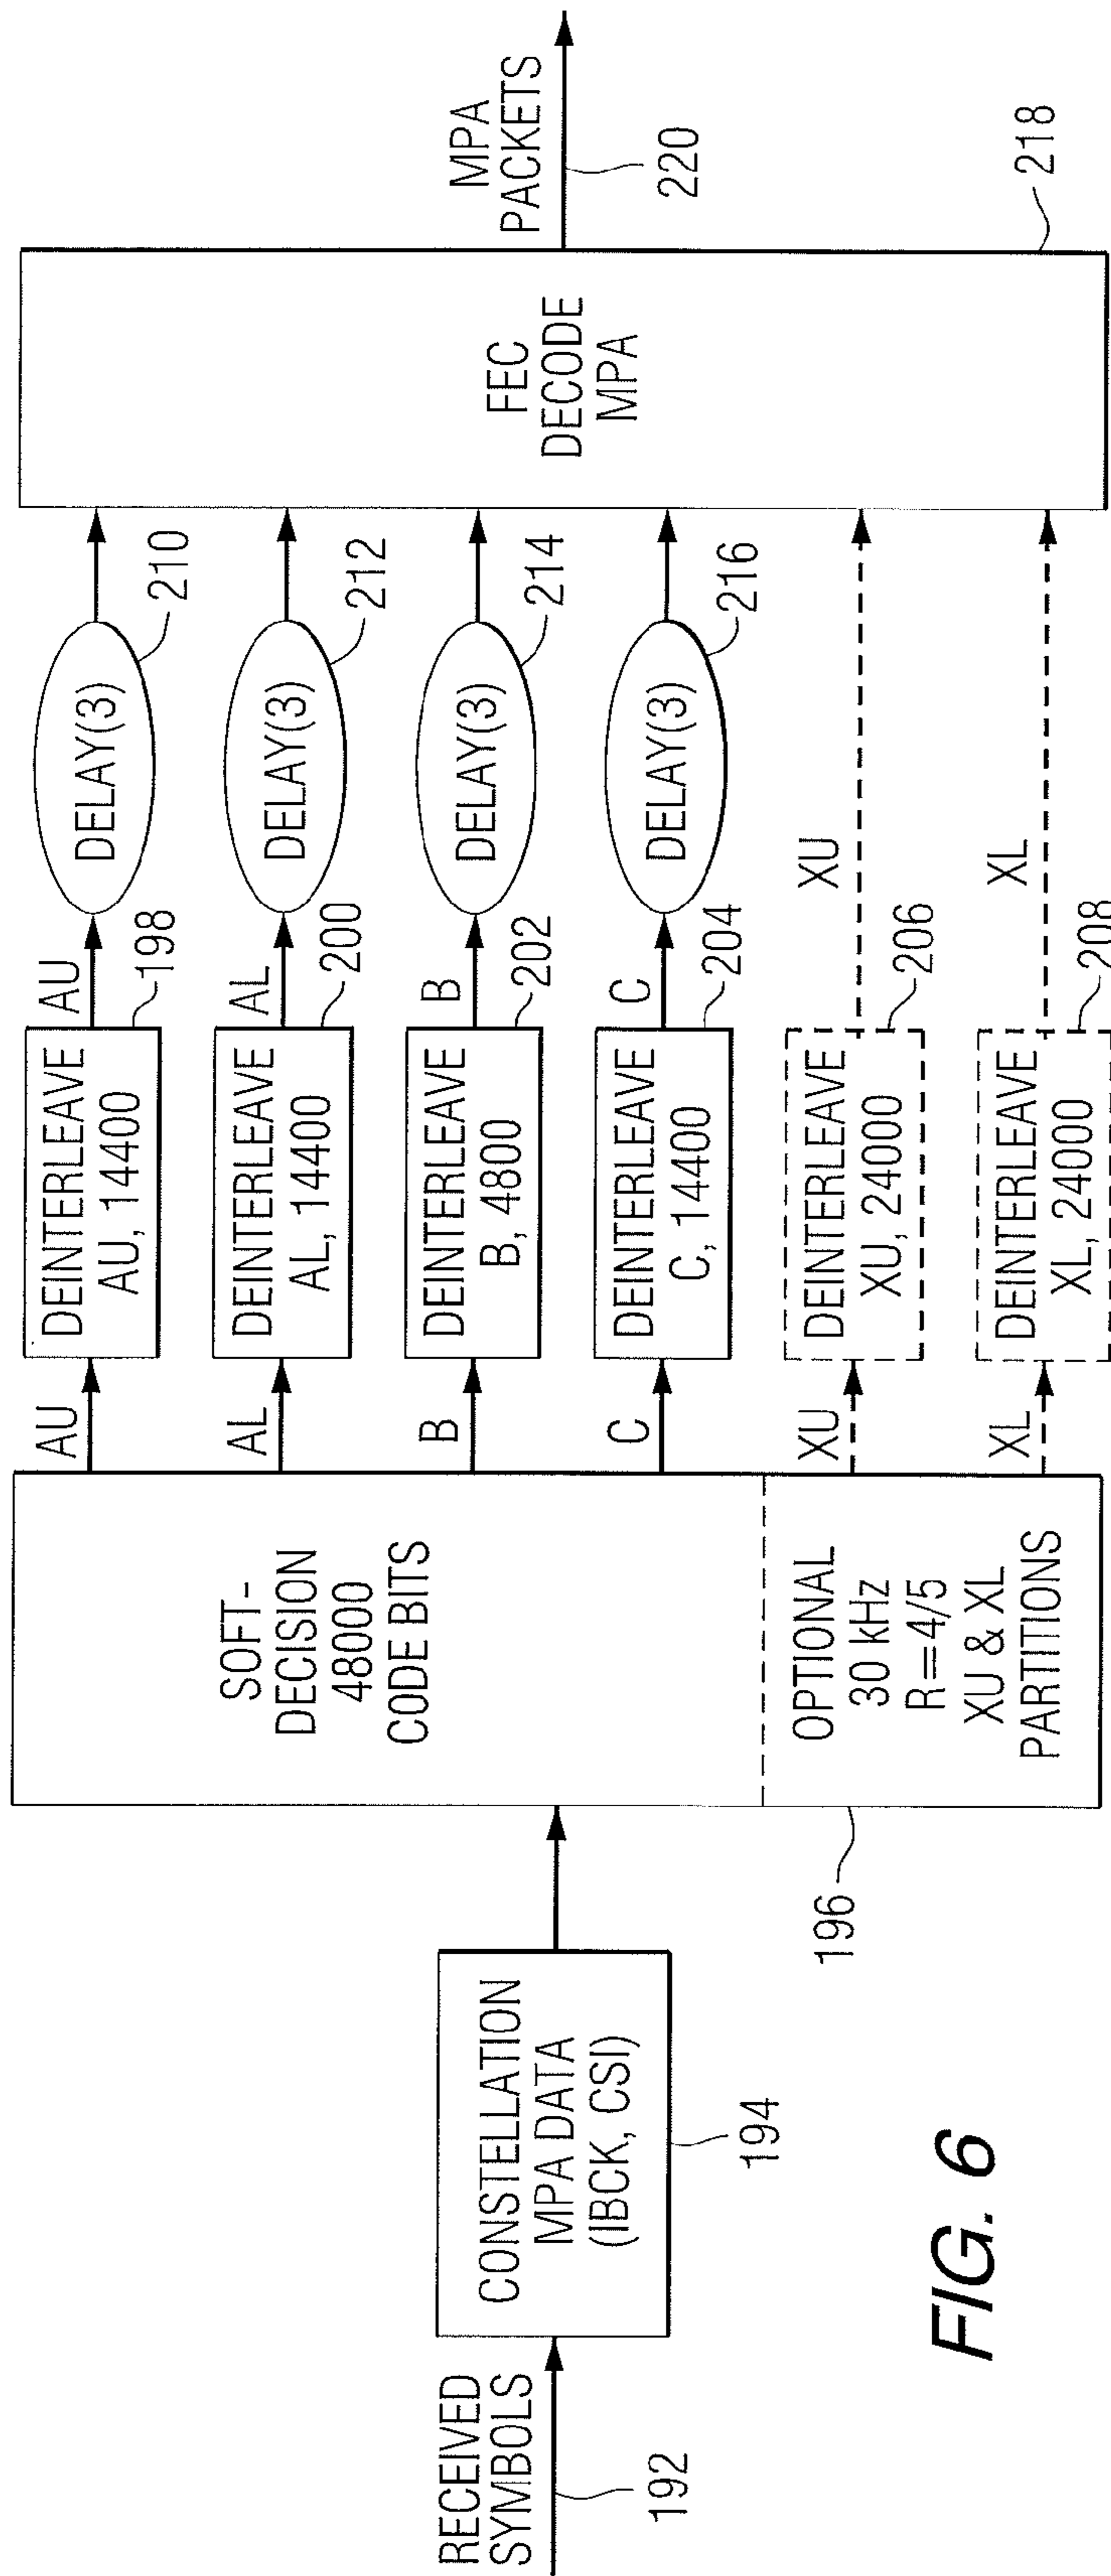 RECEIVED
SYMBOLS
192
CONSTELLATION
MPA DATA
(IBCK, CSI)
194
SOFT-
DECISION
48000
CODE BITS
OPTIONAL
30 kHz
R=4/5
XU & XL
PARTITIONS
196
AU
DEINTERLEAVE
AU, 14400
198
AU
DELAY(3)
210
AL
DEINTERLEAVE
AL, 14400
200
AL
DELAY(3)
212
B
DEINTERLEAVE
B, 4800
202
B
DELAY(3)
214
C
DEINTERLEAVE
C, 14400
204
C
DELAY(3)
216
XU
DEINTERLEAVE
XU, 24000
206
XU
XL
DEINTERLEAVE
XL, 24000
208
XL
FEC
DECODE
MPA
218
MPA
PACKETS
220
FIG. 6